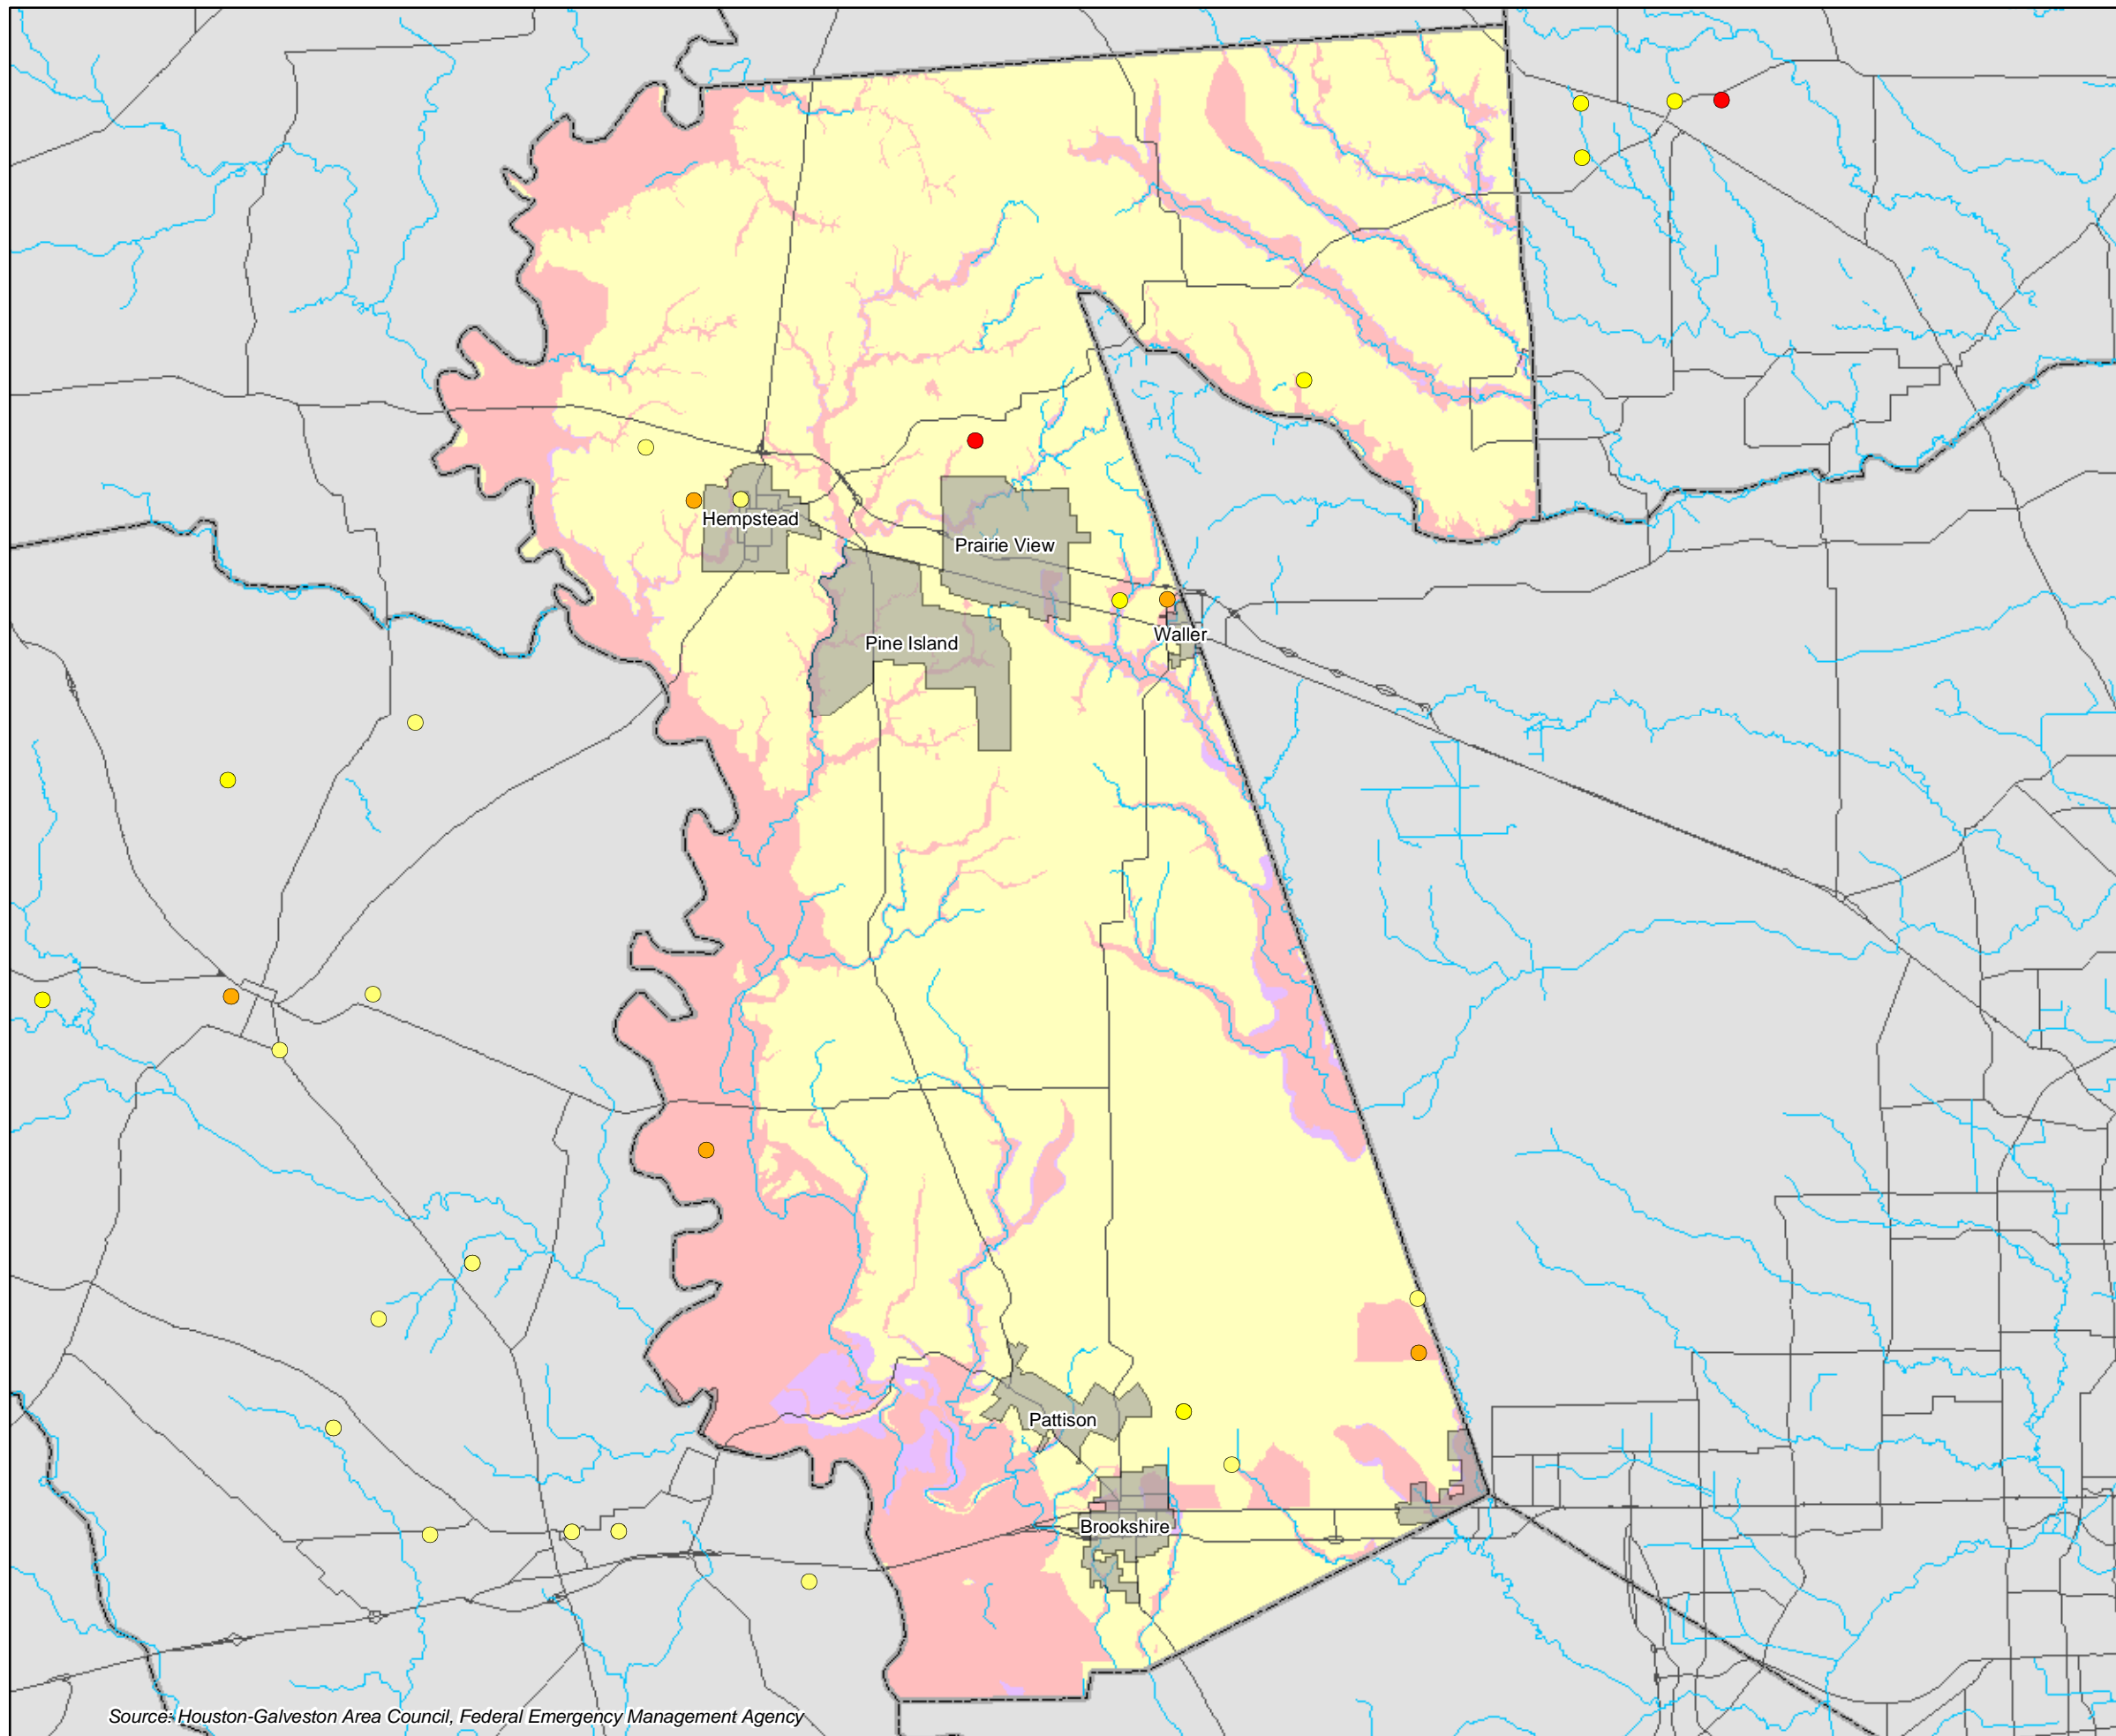 Hempstead
Prairie View
Waller
Pine Island
Pattison
Brookshire
Source: Houston-Galveston Area Council, Federal Emergency Management Agency